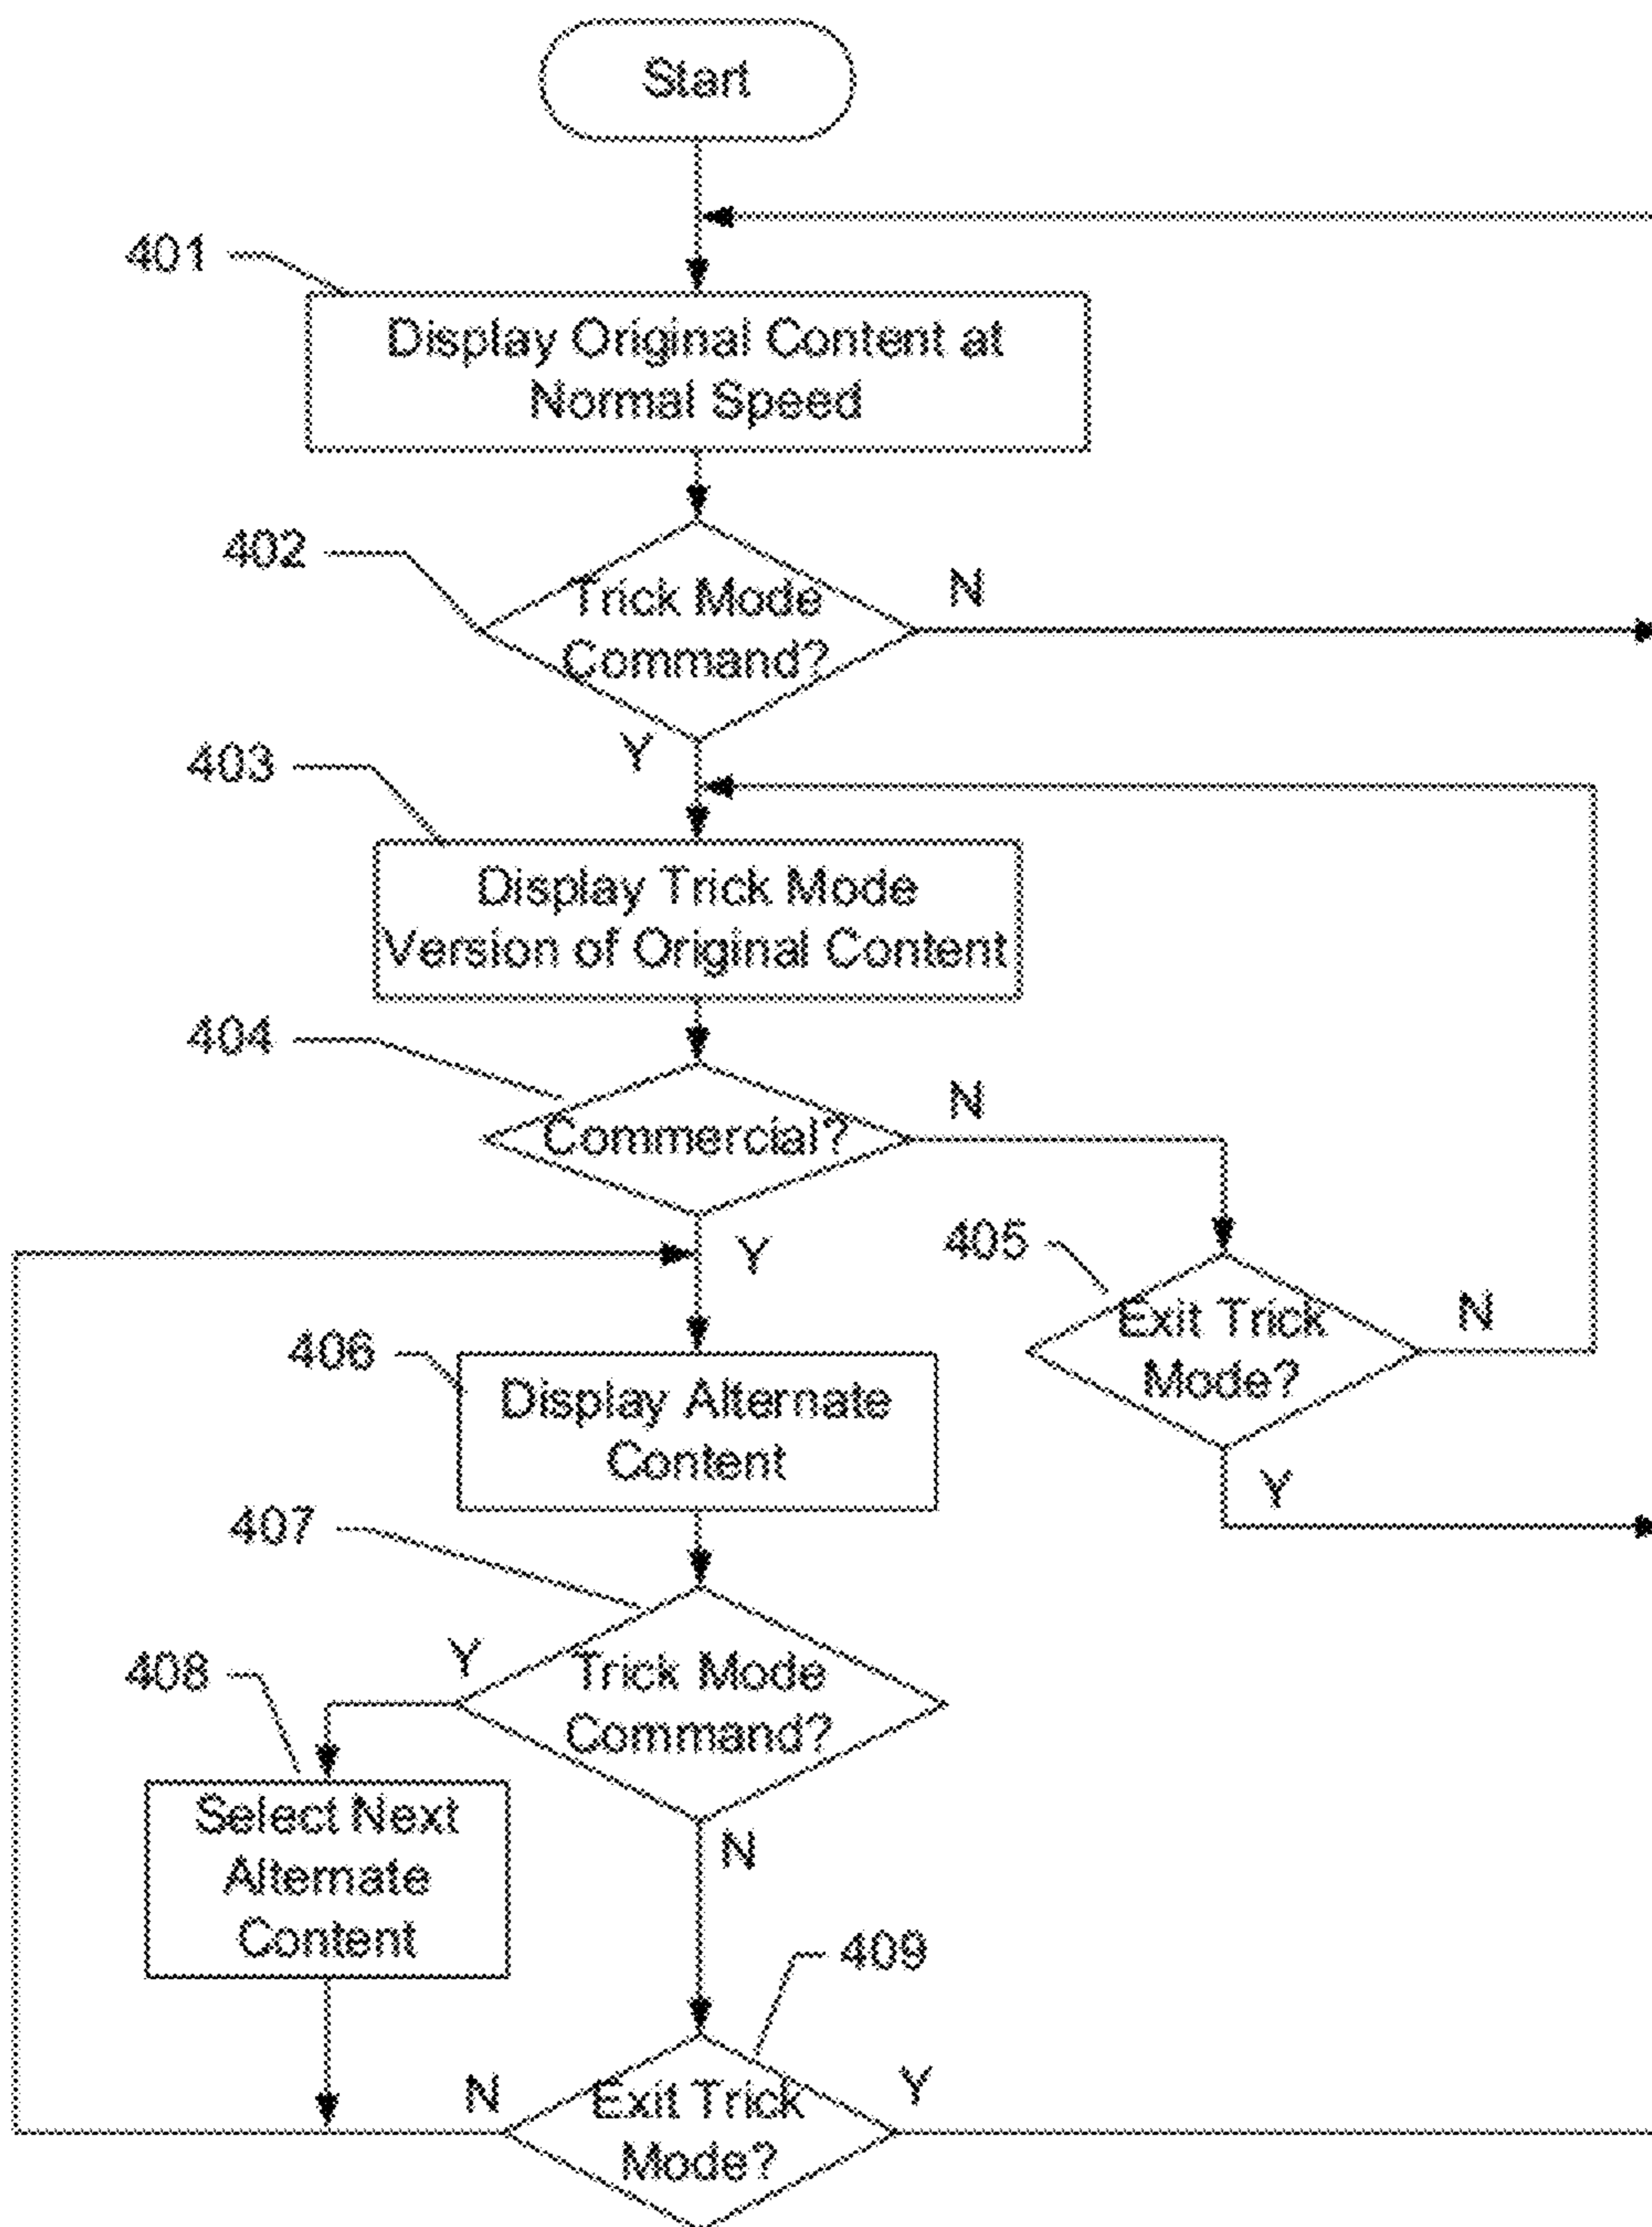 Start
401
Display Original Content at
Normal Speed
402
Trick Mode
Command?
N
Y
403
Display Trick Mode
Version of Original Content
404
Commercial?
N
Y
405
Exit Trick
Mode?
N
Y
406
Display Alternate
Content
407
Trick Mode
Command?
Y
N
408
Select Next
Alternate
Content
409
Exit Trick
Mode?
N
Y